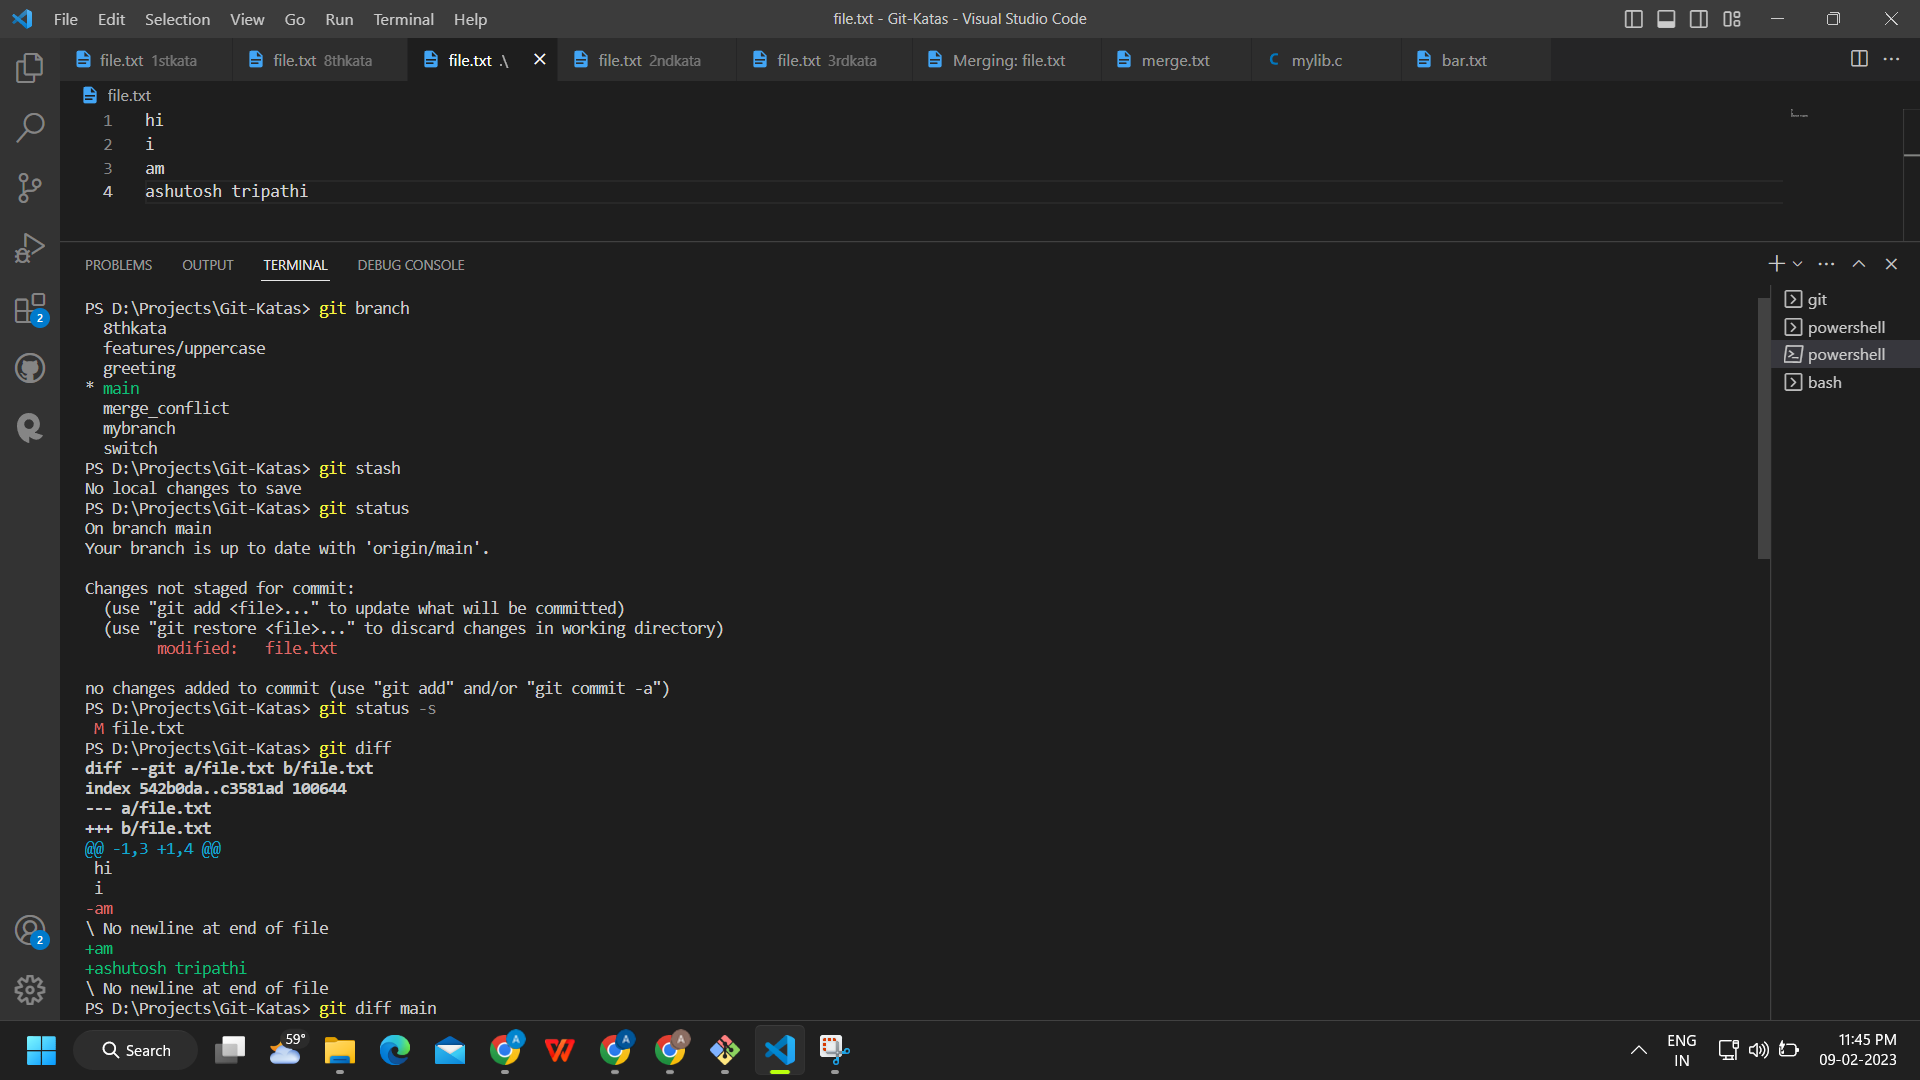 File Edit Selection View Go Run Terminal Help
file.txt - Git-Katas - Visual Studio Code
file.txt 1stkata
file.txt 8thkata
file.txt .\
file.txt 2ndkata
file.txt 3rdkata
Merging: file.txt
merge.txt
mylib.c
bar.txt
file.txt
1 hi
2 i
3 am
4 ashutosh tripathi
PROBLEMS OUTPUT TERMINAL DEBUG CONSOLE
PS D:\Projects\Git-Katas> git branch
  8thkata
  features/uppercase
  greeting
* main
  merge_conflict
  mybranch
  switch
PS D:\Projects\Git-Katas> git stash
No local changes to save
PS D:\Projects\Git-Katas> git status
On branch main
Your branch is up to date with 'origin/main'.
Changes not staged for commit:
  (use "git add <file>..." to update what will be committed)
  (use "git restore <file>..." to discard changes in working directory)
        modified:   file.txt
no changes added to commit (use "git add" and/or "git commit -a")
PS D:\Projects\Git-Katas> git status -s
 M file.txt
PS D:\Projects\Git-Katas> git diff
diff --git a/file.txt b/file.txt
index 542b0da..c3581ad 100644
--- a/file.txt
+++ b/file.txt
@@ -1,3 +1,4 @@
 hi
 i
-am
\ No newline at end of file
+am
+ashutosh tripathi
\ No newline at end of file
PS D:\Projects\Git-Katas> git diff main
git
powershell
powershell
bash
2
2
Search
59°
A
A
A
ENG
IN
11:45 PM
09-02-2023